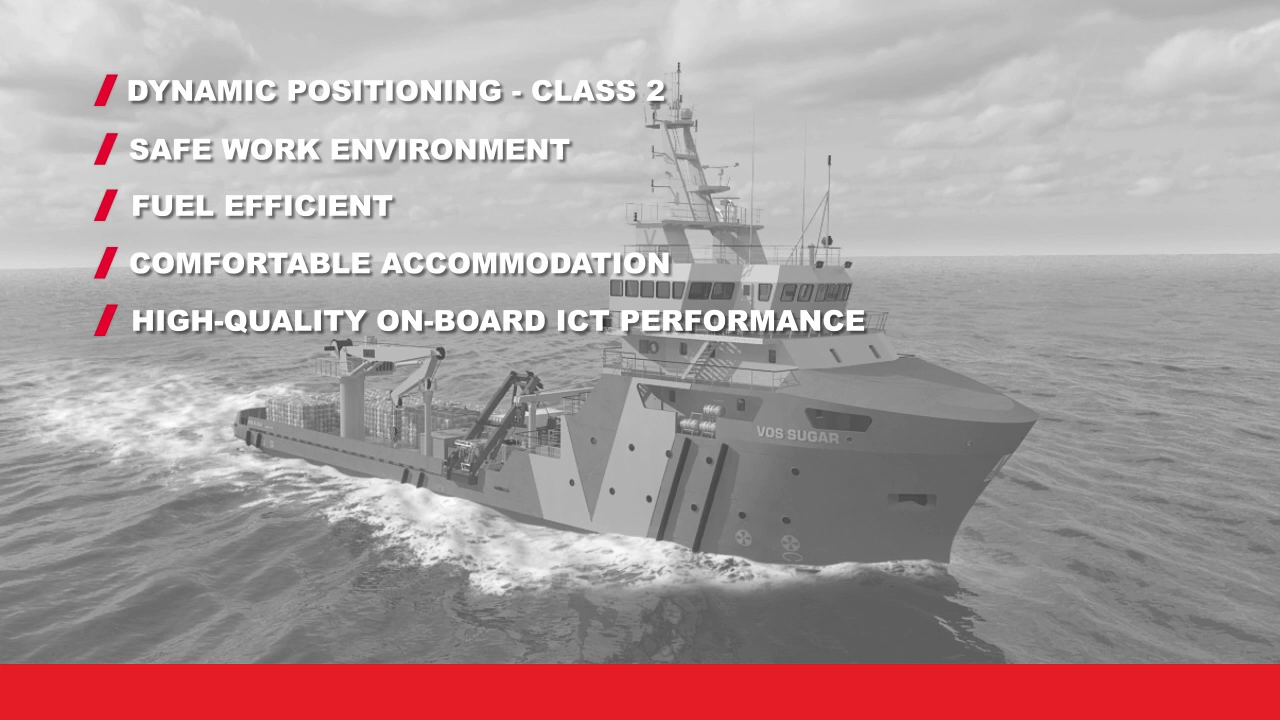 DYNAMIC POSITIONING - CLASS 2
SAFE WORK ENVIRONMENT
FUEL EFFICIENT
COMFORTABLE ACCOMMODATION
HIGH-QUALITY ON-BOARD ICT PERFORMANCE
VOS SUGAR